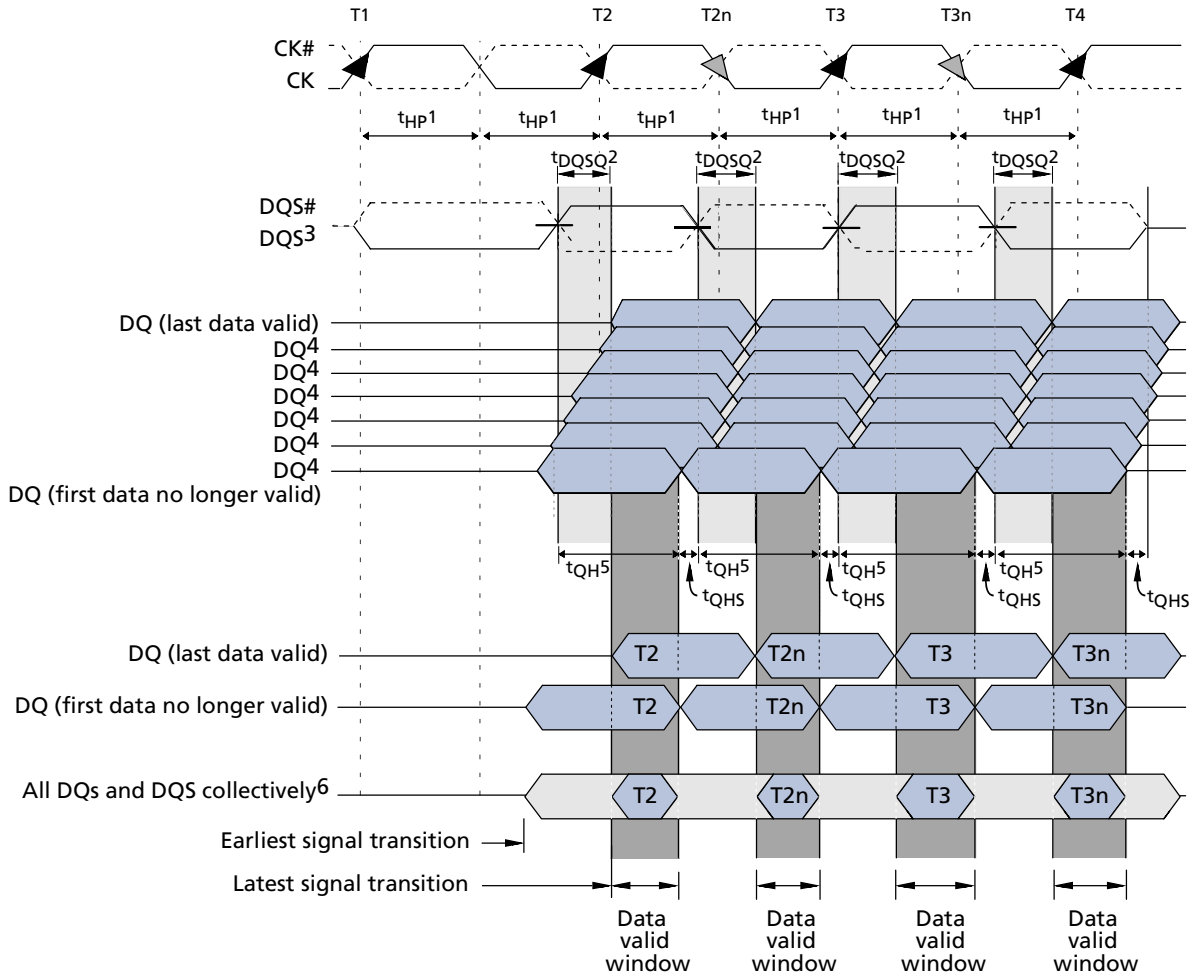 T1 T2 T2n T3 T3n T4
CK#
CK
tHP1 tHP1 tHP1 tHP1 tHP1 tHP1
tDQSQ2 tDQSQ2 tDQSQ2 tDQSQ2
DQS#
DQS3
DQ (last data valid)
DQ4
DQ4
DQ4
DQ4
DQ4
DQ4
DQ (first data no longer valid)
tQH5 tQH5 tQH5 tQH5
tQHS tQHS tQHS tQHS
DQ (last data valid) T2 T2n T3 T3n
DQ (first data no longer valid) T2 T2n T3 T3n
All DQs and DQS collectively6 T2 T2n T3 T3n
Earliest signal transition
Latest signal transition
Data valid window
Data valid window
Data valid window
Data valid window